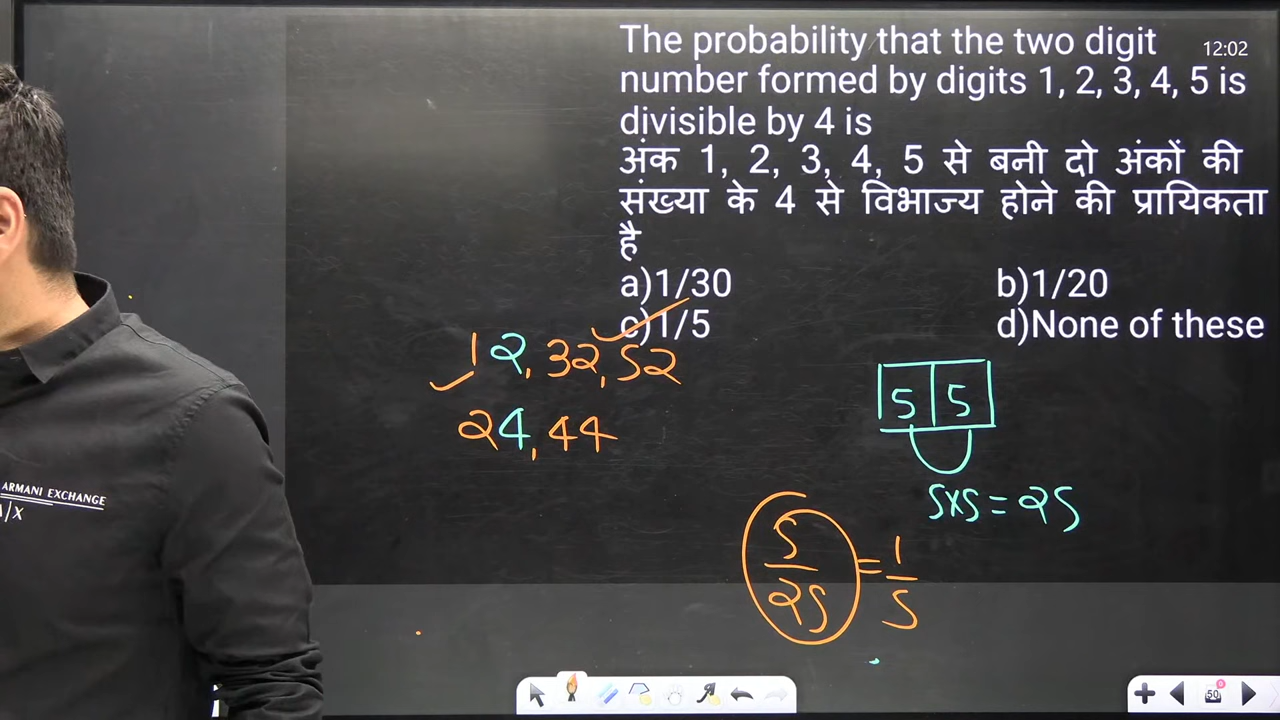 The probability that the two digit
12:02
number formed by digits 1, 2, 3, 4, 5 is
divisible by 4 is
अंक 1, 2, 3, 4, 5 से बनी दो अंकों की
संख्या के 4 से विभाज्य होने की प्रायिकता
है
a)1/30 b)1/20
c)1/5 d)None of these
12, 32, 52
24, 44
5 5
5x5 = 25
5/25 = 1/5
ARMANI EXCHANGE
A/X
50